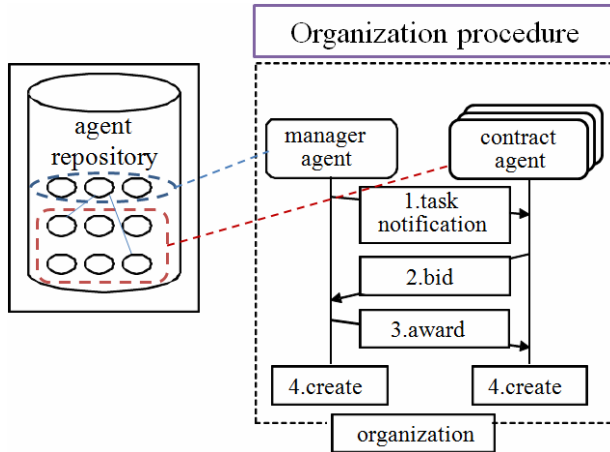 Organization procedure
agent
repository
manager
agent
contract
agent
1.task
notification
2.bid
3.award
4.create
4.create
organization